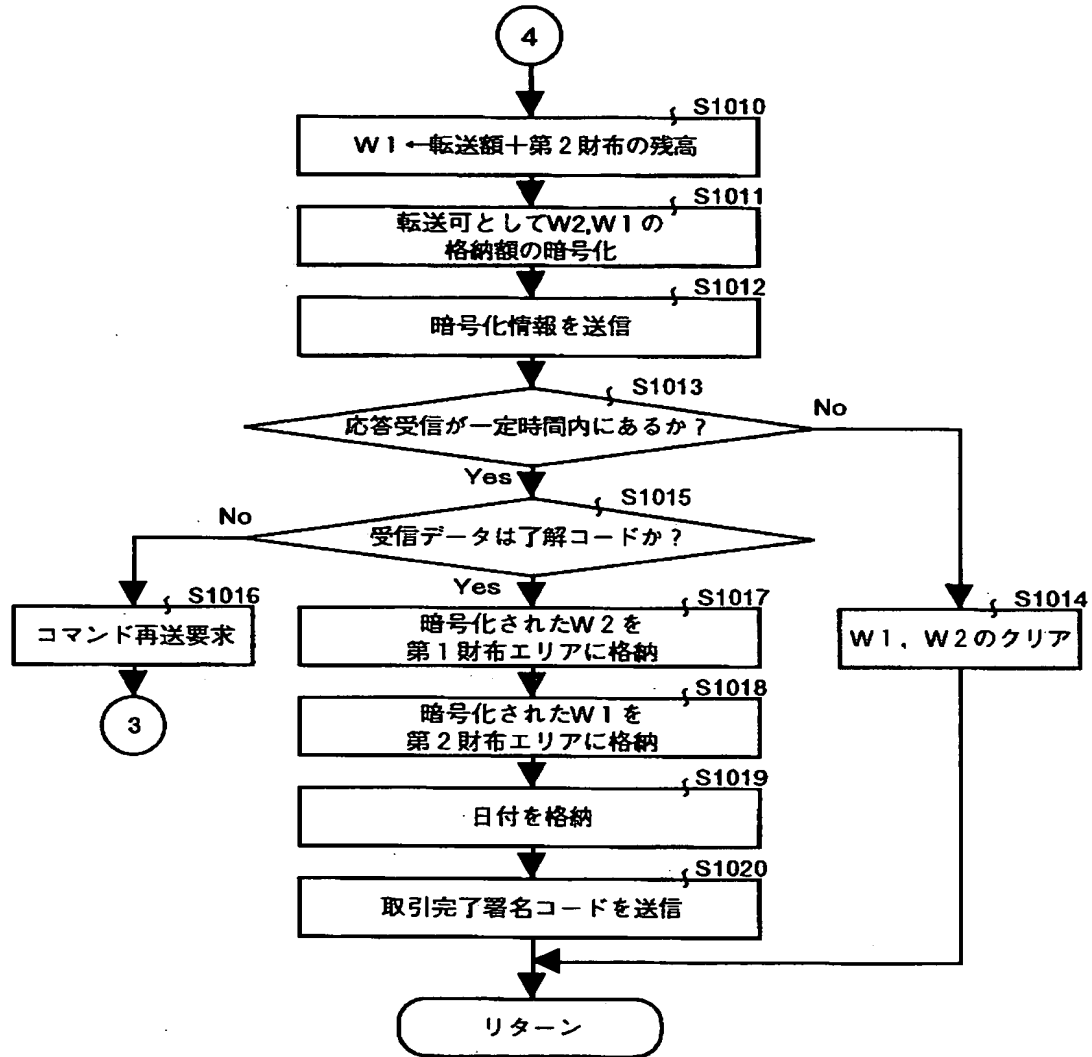 4
S1010
W1←転送額+第2財布の残高
S1011
転送可としてW2,W1の
格納額の暗号化
S1012
暗号化情報を送信
S1013
応答受信が一定時間内にあるか？
No
Yes
S1015
受信データは了解コードか？
No
Yes
S1016
コマンド再送要求
3
S1017
暗号化されたW2を
第1財布エリアに格納
S1014
W1，W2のクリア
S1018
暗号化されたW1を
第2財布エリアに格納
S1019
日付を格納
S1020
取引完了署名コードを送信
リターン